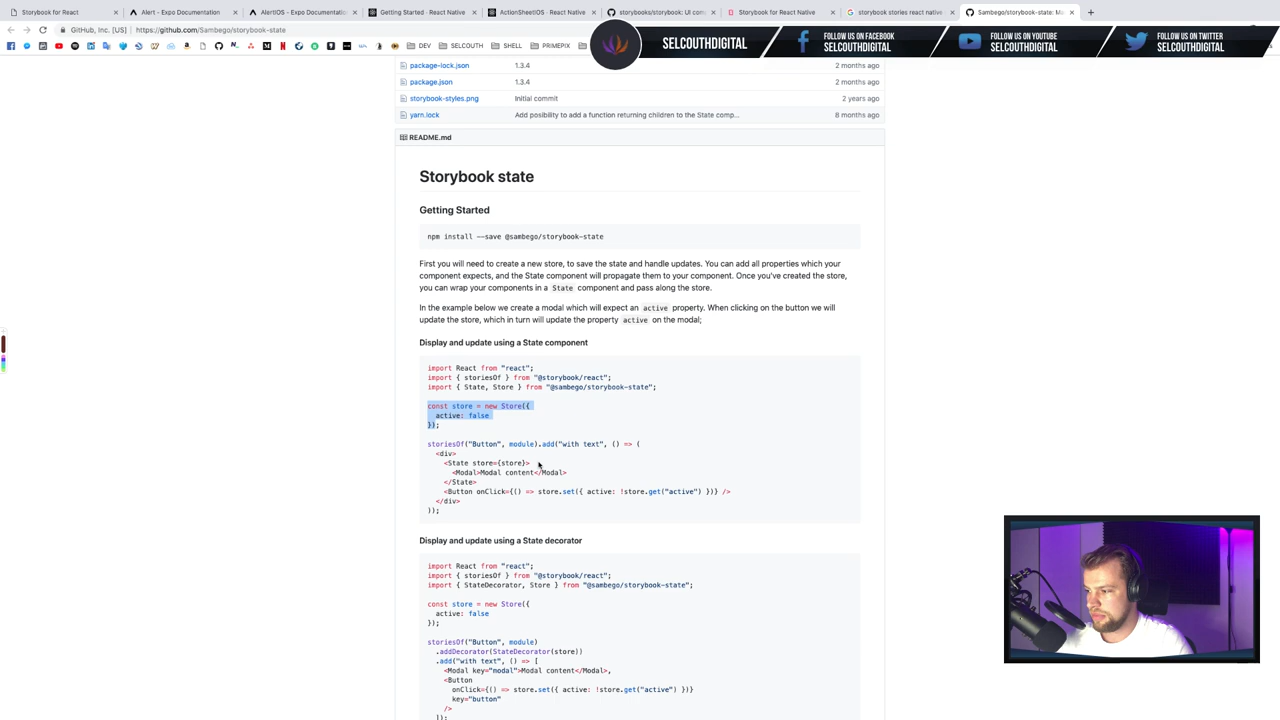 Storybook for React
Alert - Expo Documentation
AlertIOS - Expo Documentation
Getting Started · React Native
ActionSheetIOS · React Native
storybooks/storybook: UI com
Storybook for React Native
storybook stories react native
Sambego/storybook-state: M
GitHub, Inc. [US]
https://github.com/Sambego/storybook-state
DEV
SELCOUTH
SHELL
PRIMEPIX
SELCOUTHDIGITAL
FOLLOW US ON FACEBOOK
SELCOUTHDIGITAL
FOLLOW US ON YOUTUBE
SELCOUTHDIGITAL
FOLLOW US ON TWITTER
SELCOUTHDIGITAL
package-lock.json 1.3.4 2 months ago
package.json 1.3.4 2 months ago
storybook-styles.png Initial commit 2 years ago
yarn.lock Add posibility to add a function returning children to the State comp... 8 months ago
README.md
Storybook state
Getting Started
npm install --save @sambego/storybook-state
First you will need to create a new store, to save the state and handle updates. You can add all properties which your
component expects, and the State component will propagate them to your component. Once you've created the store,
you can wrap your components in a State component and pass along the store.
In the example below we create a modal which will expect an active property. When clicking on the button we will
update the store, which in turn will update the property active on the modal;
Display and update using a State component
import React from "react";
import { storiesOf } from "@storybook/react";
import { State, Store } from "@sambego/storybook-state";
const store = new Store({
active: false
});
storiesOf("Button", module).add("with text", () => (
<div>
<State store={store}>
<Modal>Modal content</Modal>
</State>
<Button onClick={() => store.set({ active: !store.get("active") })} />
</div>
));
Display and update using a State decorator
import React from "react";
import { storiesOf } from "@storybook/react";
import { StateDecorator, Store } from "@sambego/storybook-state";
const store = new Store({
active: false
});
storiesOf("Button", module)
.addDecorator(StateDecorator(store))
.add("with text", () => [
<Modal key="modal">Modal content</Modal>,
<Button
onClick={() => store.set({ active: !store.get("active") })}
key="button"
/>
]);